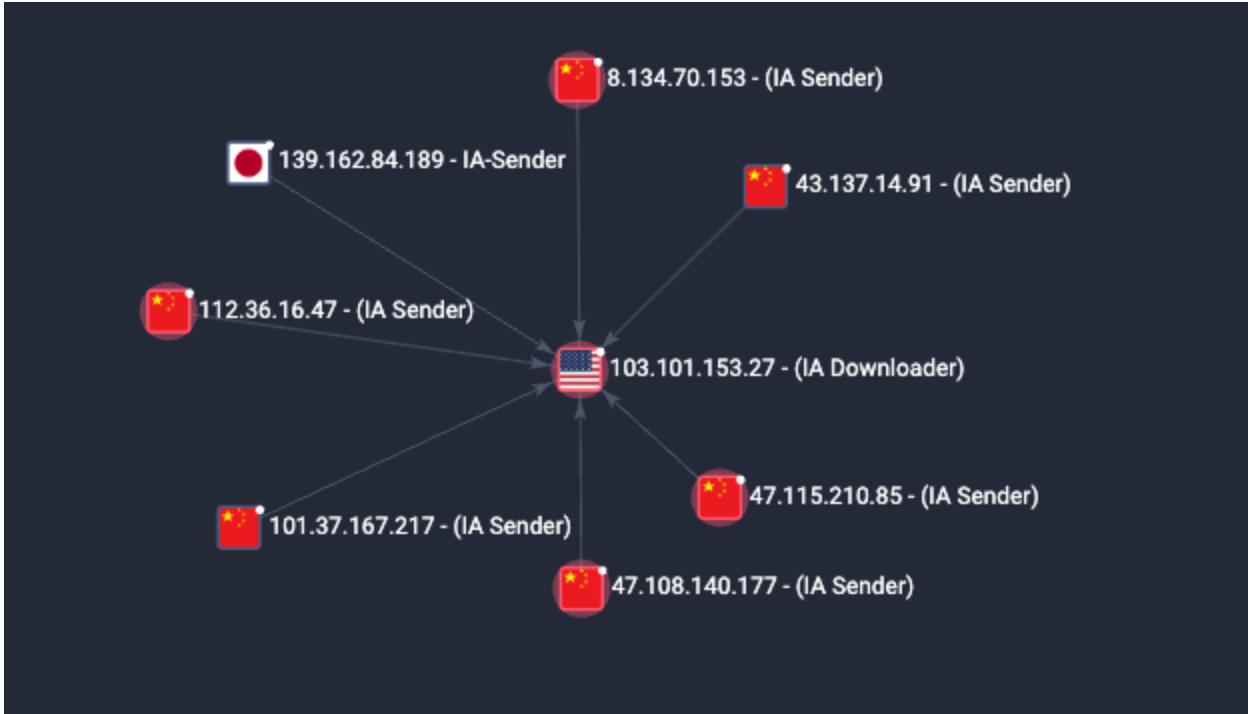 8.134.70.153 - (IA Sender)
139.162.84.189 - IA-Sender
43.137.14.91 - (IA Sender)
112.36.16.47 - (IA Sender)
103.101.153.27 - (IA Downloader)
47.115.210.85 - (IA Sender)
101.37.167.217 - (IA Sender)
47.108.140.177 - (IA Sender)